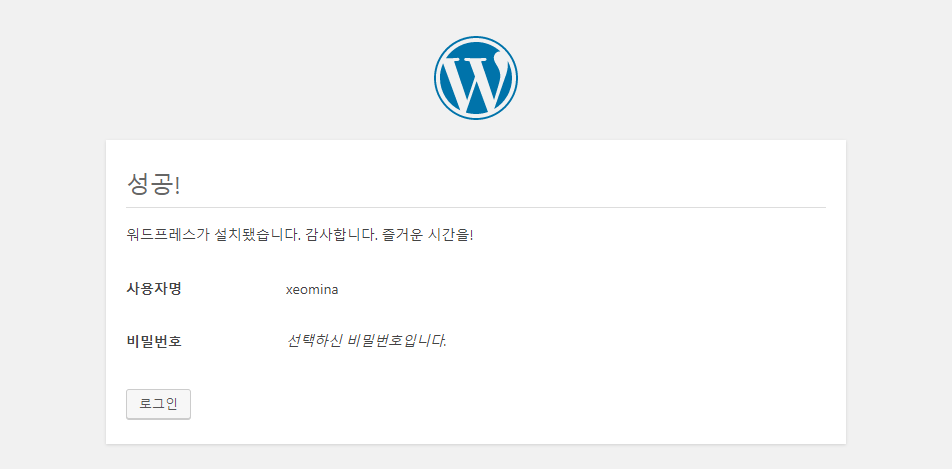 성공!
워드프레스가 설치됐습니다. 감사합니다. 즐거운 시간을!
사용자명 xeomina
비밀번호 선택하신 비밀번호입니다.
로그인